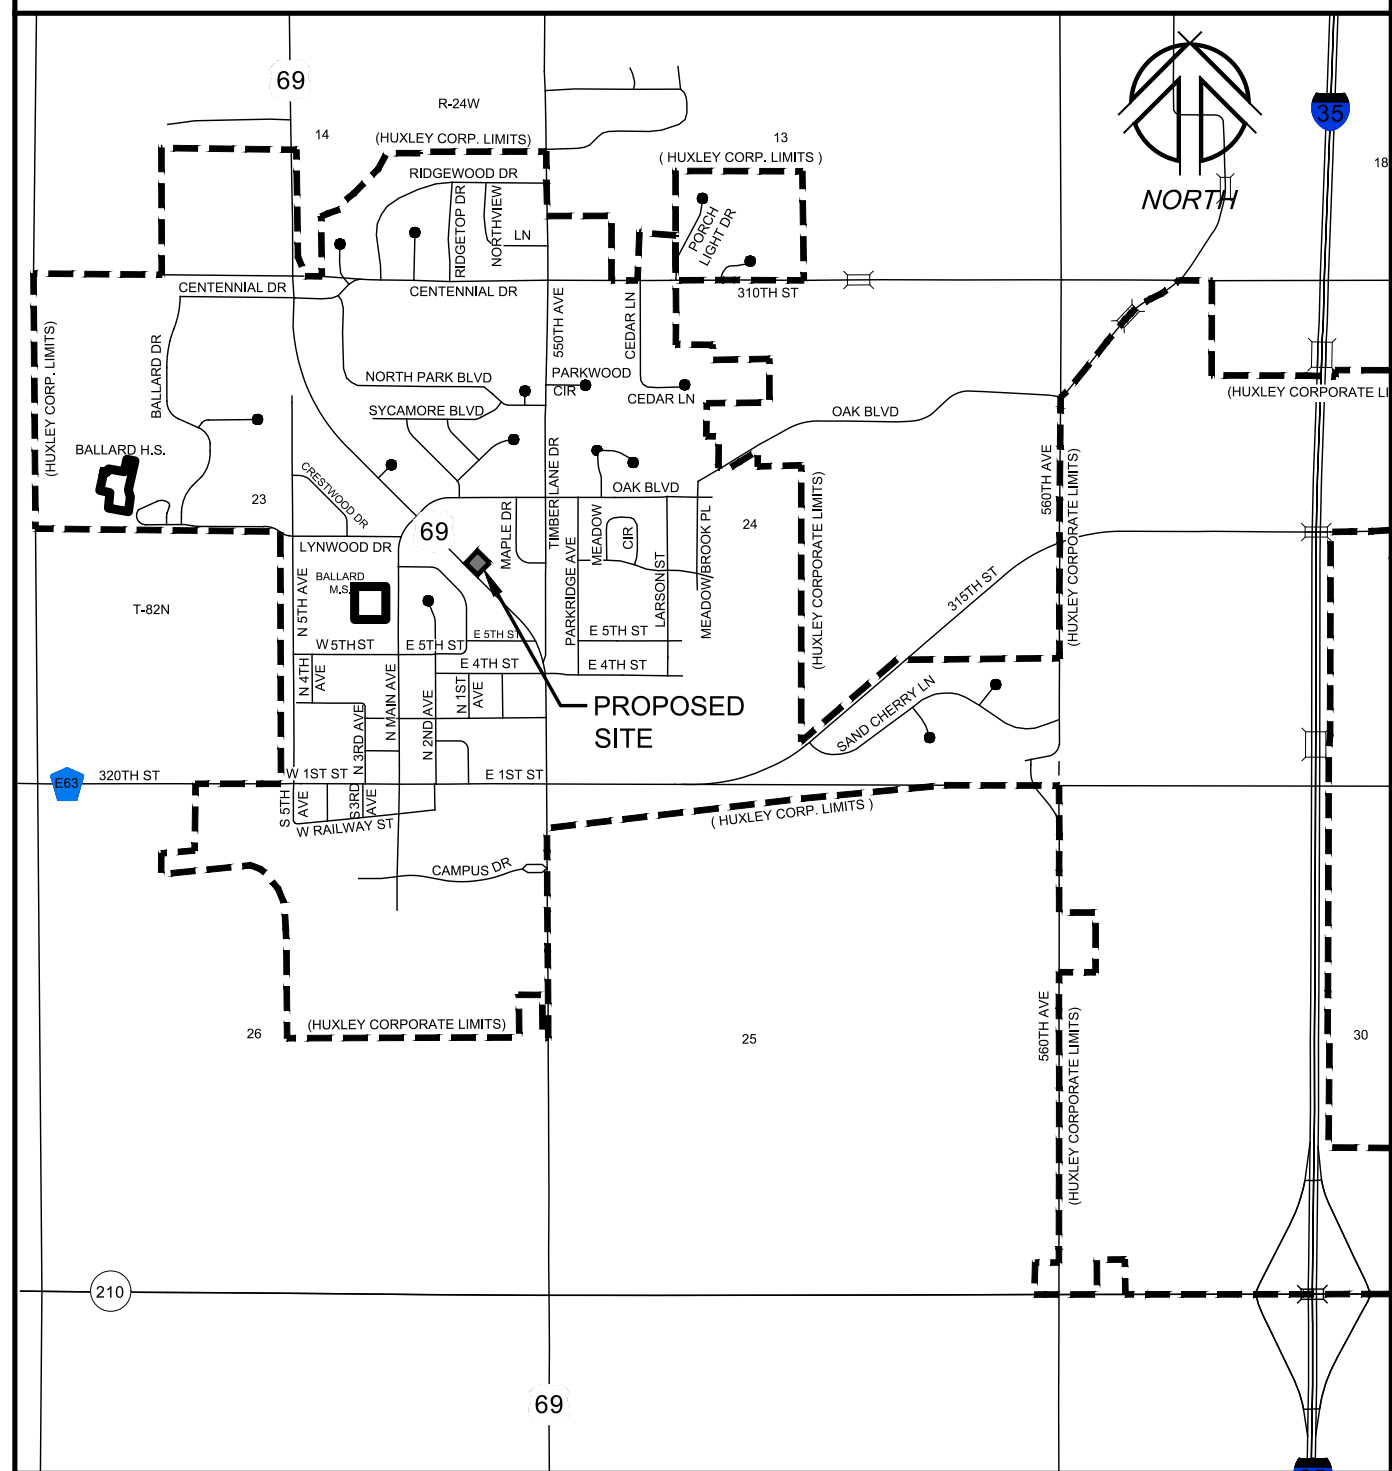 69
R-24W
14
(HUXLEY CORP. LIMITS)
13
( HUXLEY CORP. LIMITS )
35
18
NORTH
RIDGEWOOD DR
RIDGETOP DR
NORTHVIEW
LN
PORCH
LIGHT DR
CENTENNIAL DR
CENTENNIAL DR
310TH ST
(HUXLEY CORP. LIMITS)
BALLARD DR
550TH AVE
CEDAR LN
NORTH PARK BLVD
PARKWOOD
CIR
CEDAR LN
(HUXLEY CORPORATE LI
SYCAMORE BLVD
OAK BLVD
BALLARD H.S.
23
CRESTWOOD DR
TIMBER LANE DR
OAK BLVD
560TH AVE
(HUXLEY CORPORATE LIMITS)
(HUXLEY CORPORATE LIMITS)
69
MAPLE DR
MEADOW
CIR
24
LYNWOOD DR
PARKRIDGE AVE
LARSON ST
MEADOW BROOK PL
315TH ST
BALLARD
M.S.
N 5TH AVE
T-82N
W 5TH ST
E 5TH ST
E 5TH ST
E 5TH ST
N 4TH
AVE
E 4TH ST
E 4TH ST
N MAIN AVE
N 1ST
AVE
N 2ND AVE
N 3RD AVE
PROPOSED
SITE
SAND CHERRY LN
E63
320TH ST
W 1ST ST
E 1ST ST
S 5TH
AVE
S 3RD
AVE
W RAILWAY ST
( HUXLEY CORP. LIMITS )
CAMPUS DR
26
(HUXLEY CORPORATE LIMITS)
25
560TH AVE
(HUXLEY CORPORATE LIMITS)
30
210
69